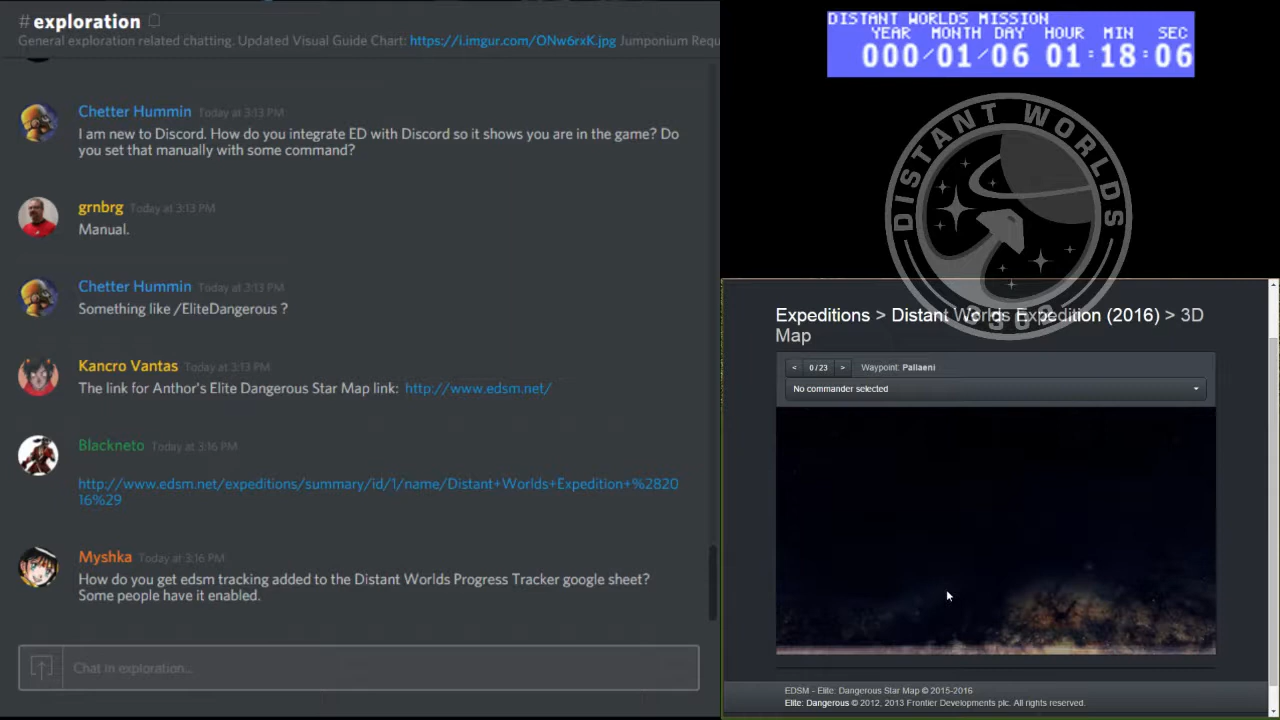 #exploration
General exploration related chatting. Updated Visual Guide Chart: https://i.imgur.com/ONw6rxK.jpg Jumponium Requ
Chetter Hummin Today at 3:13 PM
I am new to Discord. How do you integrate ED with Discord so it shows you are in the game? Do
you set that manually with some command?
grnbrg Today at 3:13 PM
Manual.
Chetter Hummin Today at 3:13 PM
Something like /EliteDangerous ?
Kancro Vantas Today at 3:13 PM
The link for Anthor's Elite Dangerous Star Map link: http://www.edsm.net/
Blackneto Today at 3:16 PM
http://www.edsm.net/expeditions/summary/id/1/name/Distant+Worlds+Expedition+%2820
16%29
Myshka Today at 3:16 PM
How do you get edsm tracking added to the Distant Worlds Progress Tracker google sheet?
Some people have it enabled.
Chat in exploration...
DISTANT WORLDS MISSION
YEAR MONTH DAY HOUR MIN SEC
000/01/06 01:18:06
DISTANT WORLDS
3302
Expeditions > Distant Worlds Expedition (2016) > 3D
Map
< 0/23 > Waypoint: Pallaeni
No commander selected
EDSM - Elite: Dangerous Star Map © 2015-2016
Elite: Dangerous © 2012, 2013 Frontier Developments plc. All rights reserved.